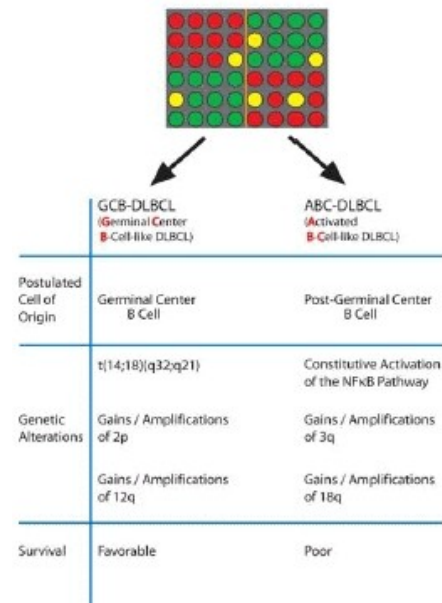 GCB-DLBCL
(Germinal Center
B-Cell-like DLBCL)
ABC-DLBCL
(Activated
B-Cell-like DLBCL)
Postulated
Cell of
Origin
Germinal Center
B Cell
Post-Germinal Center
B Cell
Genetic
Alterations
t(14;18)(q32;q21)
Constitutive Activation
of the NFκB Pathway
Gains / Amplifications
of 2p
Gains / Amplifications
of 3q
Gains / Amplifications
of 12q
Gains / Amplifications
of 18q
Survival
Favorable
Poor